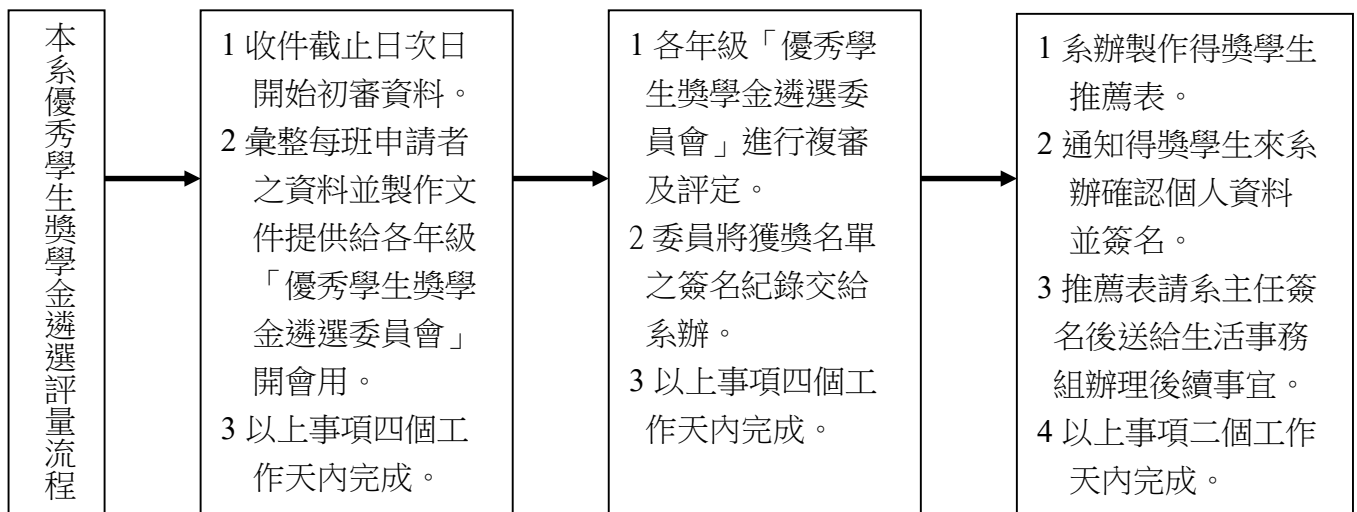 本系優秀學生獎學金遴選評量流程
1 收件截止日次日
開始初審資料。
2 彙整每班申請者
之資料並製作文
件提供給各年級
「優秀學生獎學
金遴選委員會」
開會用。
3 以上事項四個工
作天內完成。
1 各年級「優秀學
生獎學金遴選委
員會」進行複審
及評定。
2 委員將獲獎名單
之簽名紀錄交給
系辦。
3 以上事項四個工
作天內完成。
1 系辦製作得獎學生
推薦表。
2 通知得獎學生來系
辦確認個人資料
並簽名。
3 推薦表請系主任簽
名後送給生活事務
組辦理後續事宜。
4 以上事項二個工作
天內完成。